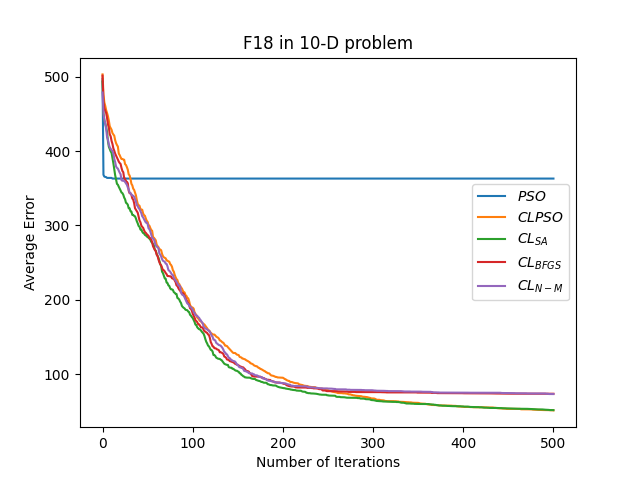 F18 in 10-D problem
500
400
300
200
100
Average Error
PSO
CLPSO
CL_SA
CL_BFGS
CL_N−M
0 100 200 300 400 500
Number of Iterations